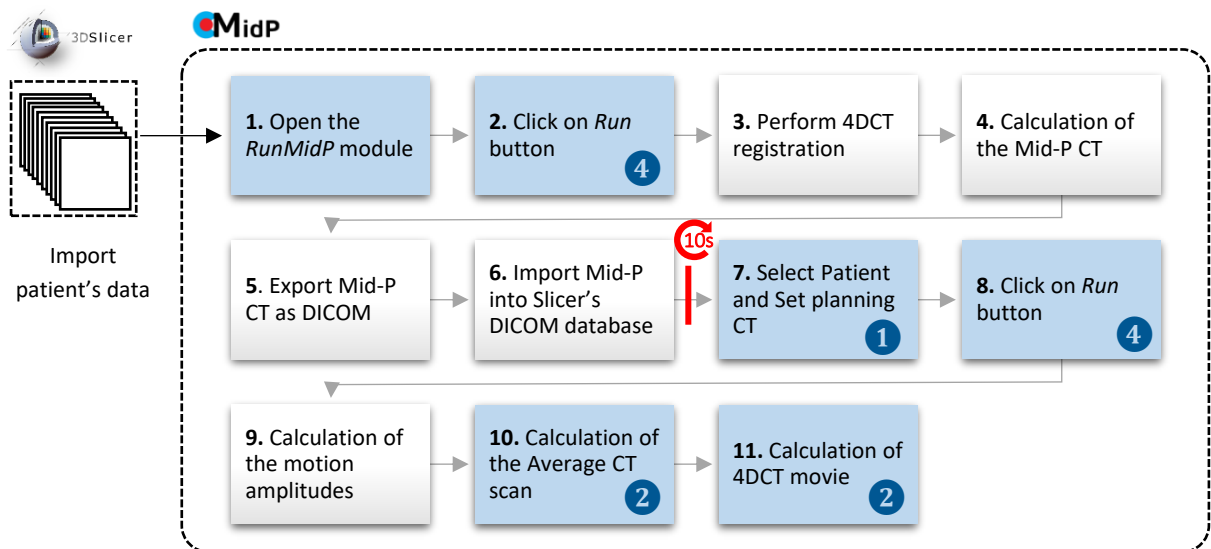 3DSlicer
MidP
1. Open the
RunMidP module
2. Click on Run
button
4
3. Perform 4DCT
registration
4. Calculation of
the Mid-P CT
Import
patient's data
5. Export Mid-P
CT as DICOM
6. Import Mid-P
into Slicer's
DICOM database
10s
7. Select Patient
and Set planning
CT
1
8. Click on Run
button
4
9. Calculation of
the motion
amplitudes
10. Calculation of
the Average CT
scan
2
11. Calculation of
4DCT movie
2